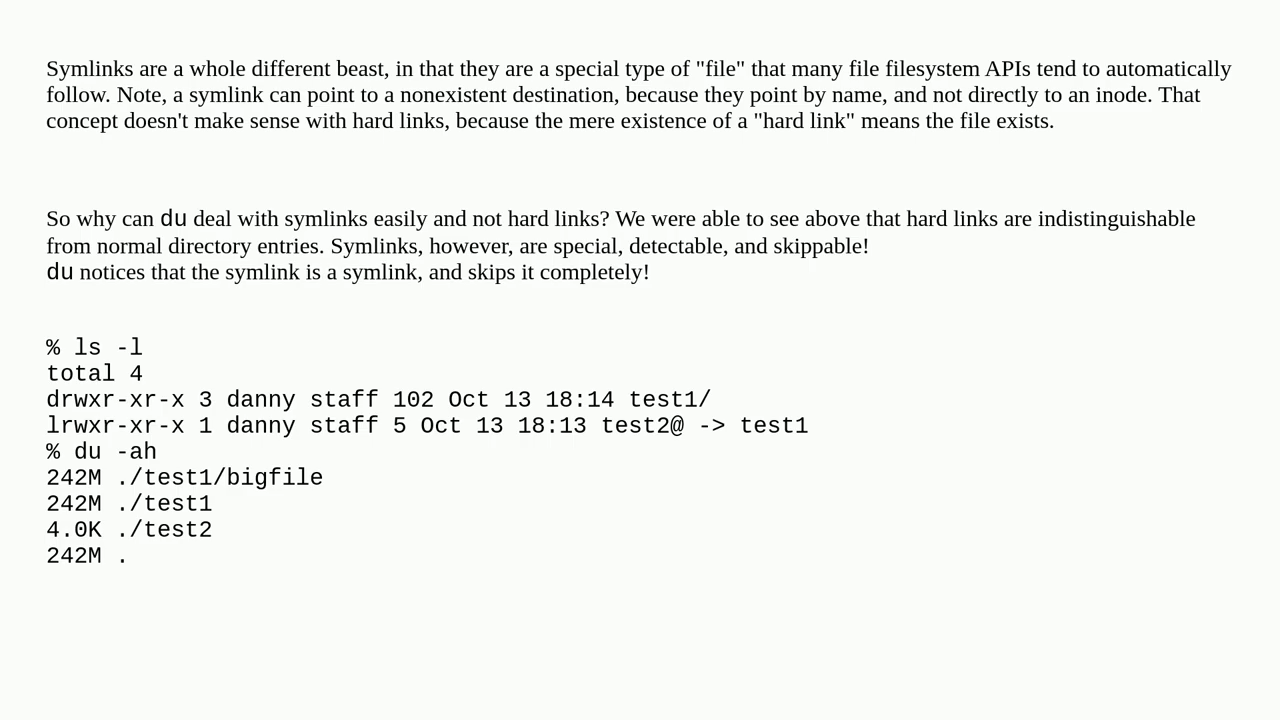 Symlinks are a whole different beast, in that they are a special type of "file" that many file filesystem APIs tend to automatically
follow. Note, a symlink can point to a nonexistent destination, because they point by name, and not directly to an inode. That
concept doesn't make sense with hard links, because the mere existence of a "hard link" means the file exists.
So why can du deal with symlinks easily and not hard links? We were able to see above that hard links are indistinguishable
from normal directory entries. Symlinks, however, are special, detectable, and skippable!
du notices that the symlink is a symlink, and skips it completely!
% ls -l
total 4
drwxr-xr-x 3 danny staff 102 Oct 13 18:14 test1/
lrwxr-xr-x 1 danny staff 5 Oct 13 18:13 test2@ -> test1
% du -ah
242M ./test1/bigfile
242M ./test1
4.0K ./test2
242M .